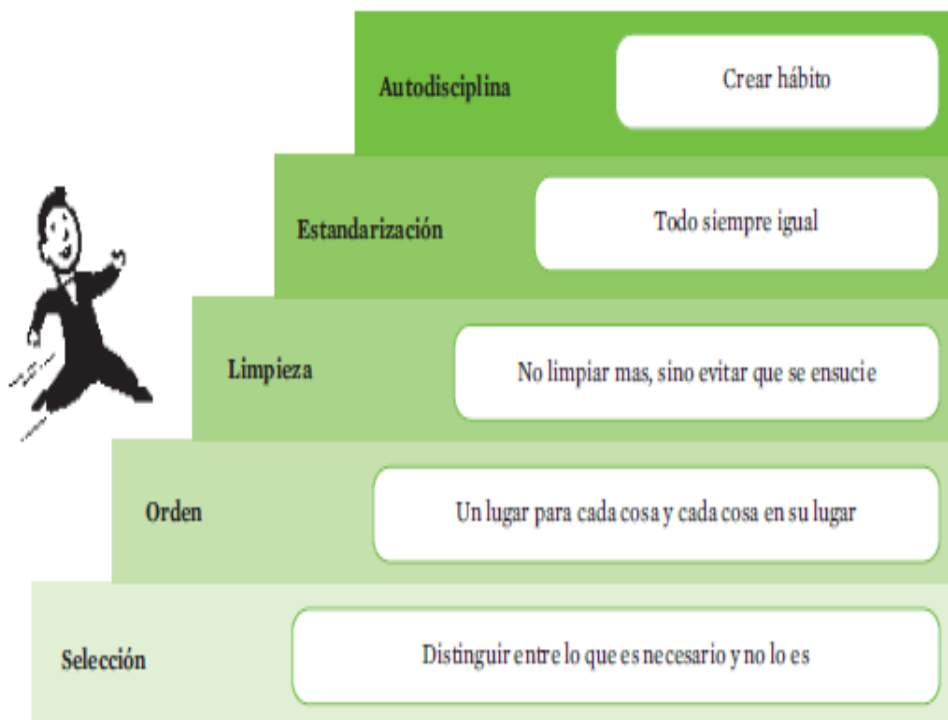 Autodisciplina
Crear hábito
Estandarización
Todo siempre igual
Limpieza
No limpiar mas, sino evitar que se ensucie
Orden
Un lugar para cada cosa y cada cosa en su lugar
Selección
Distinguir entre lo que es necesario y no lo es